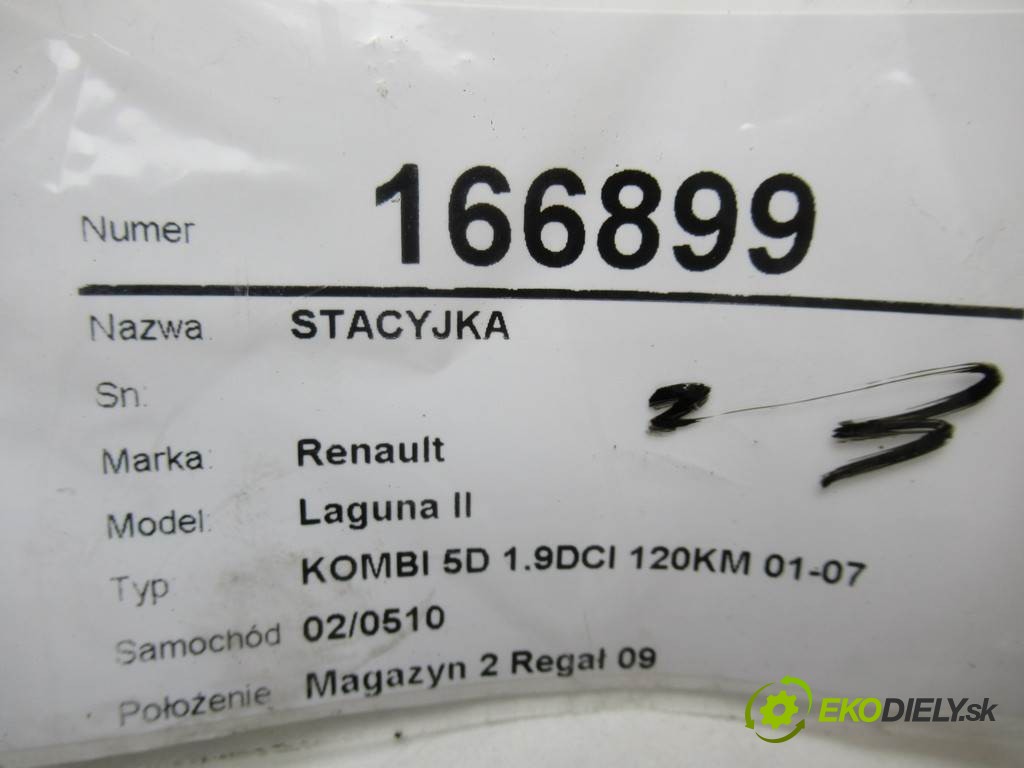 Numer 166899
Nazwa STACYJKA
Sn:
Marka: Renault
Model: Laguna II
Typ KOMBI 5D 1.9DCI 120KM 01-07
Samochód 02/0510
Położenie Magazyn 2 Regał 09
EKODIELY.sk